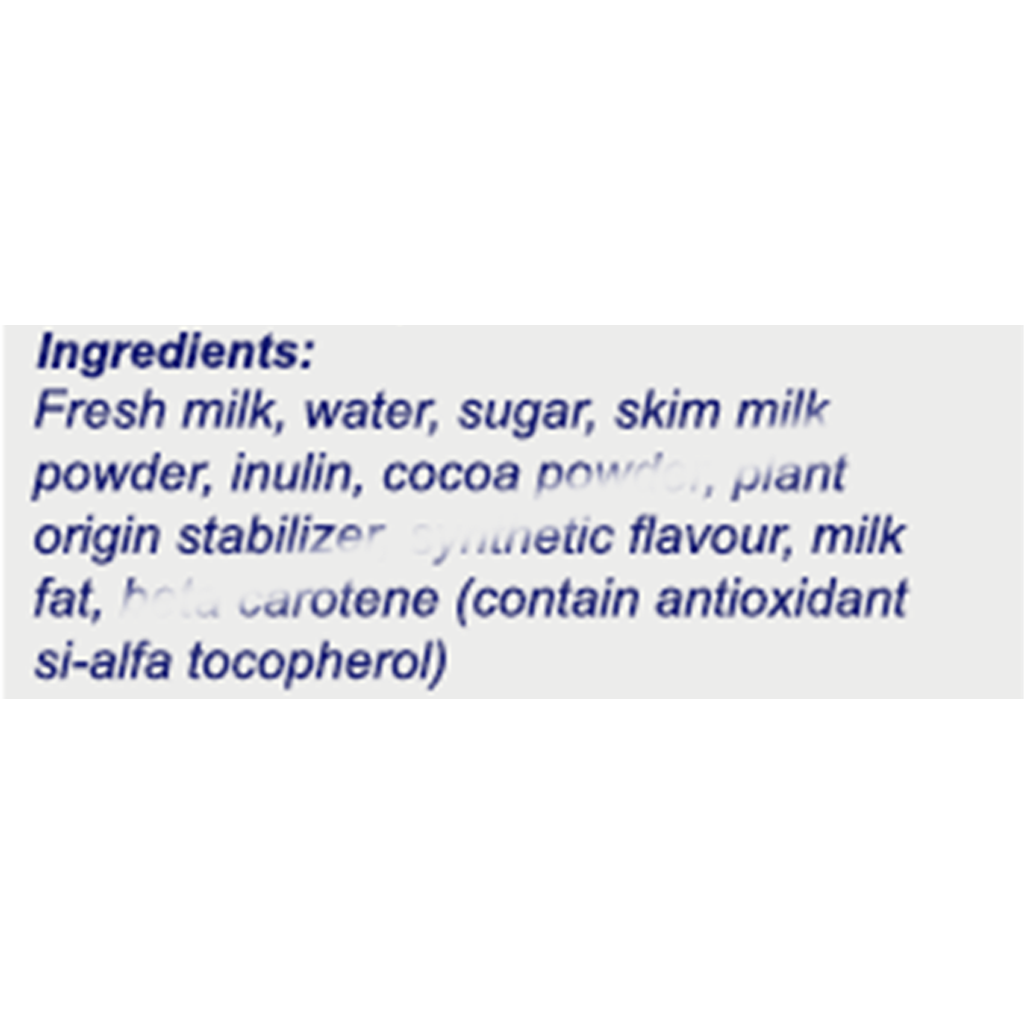 Ingredients:
Fresh milk, water, sugar, skim milk
powder, inulin, cocoa powder, plant
origin stabilizer, synthetic flavour, milk
fat, beta carotene (contain antioxidant
si-alfa tocopherol)